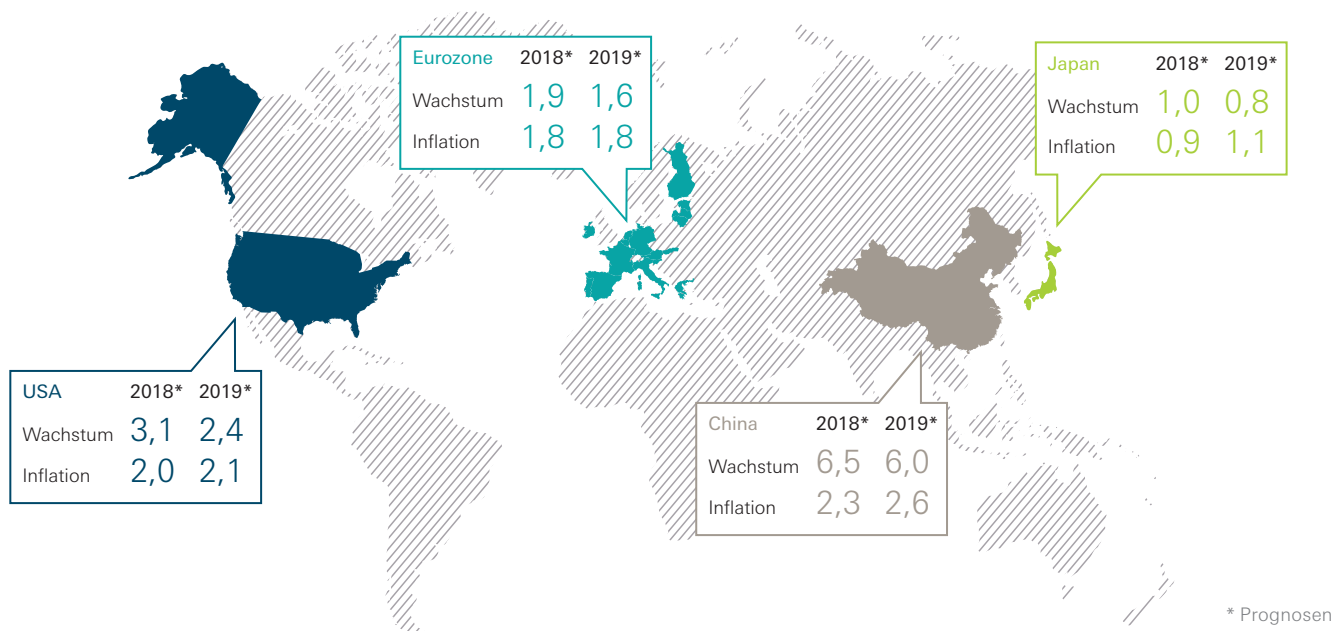 Eurozone 2018* 2019*
Wachstum 1,9 1,6
Inflation 1,8 1,8
Japan 2018* 2019*
Wachstum 1,0 0,8
Inflation 0,9 1,1
USA 2018* 2019*
Wachstum 3,1 2,4
Inflation 2,0 2,1
China 2018* 2019*
Wachstum 6,5 6,0
Inflation 2,3 2,6
* Prognosen